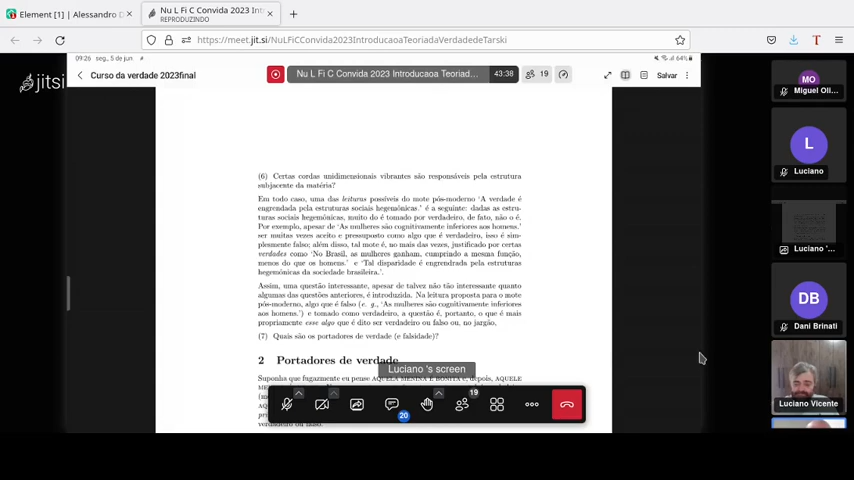 Element [1] | Alessandro D
Nu L Fi C Convida 2023 Intr
REPRODUZINDO
https://meet.jit.si/NuLFiCConvida2023IntroducaoaTeoriadaVerdadedeTarski
09:26 seg., 5 de jun
64%
jitsi
Curso da verdade 2023final
Nu L Fi C Convida 2023 Introducaoa Teoriad...
43:38
19
Salvar
(6) Certas cordas unidimensionais vibrantes são responsáveis pela estrutura
subjacente da matéria?
Em todo caso, uma das leituras possíveis do mote pós-moderno 'A verdade é
engendrada pela estruturas sociais hegemônicas.' é a seguinte: dadas as estru-
turas sociais hegemônicas, muito do é tomado por verdadeiro, de fato, não o é.
Por exemplo, apesar de 'As mulheres são cognitivamente inferiores aos homens.'
ser muitas vezes aceito e pressuposto como algo que é verdadeiro, isso é sim-
plesmente falso; além disso, tal mote é, no mais das vezes, justificado por certas
verdades como 'No Brasil, as mulheres ganham, cumprindo a mesma função,
menos do que os homens.' e 'Tal disparidade é engendrada pela estruturas
hegemônicas da sociedade brasileira.'.
Assim, uma questão interessante, apesar de talvez não tão interessante quanto
algumas das questões anteriores, é introduzida. Na leitura proposta para o mote
pós-moderno, algo que é falso (e. g., 'As mulheres são cognitivamente inferiores
aos homens.') e tomado como verdadeiro, a questão é, portanto, o que é mais
propriamente esse algo que é dito ser verdadeiro ou falso ou, no jargão.
(7) Quais são os portadores de verdade (e falsidade)?
2 Portadores de verdade
Luciano 's screen
Suponha que fugazmente eu pense AQUELA MENINA É BONITA e, depois, AQUELE
verdadeiro ou falso.
19
20
MO
Miguel Oli...
L
Luciano
Luciano '...
DB
Dani Brinati
Luciano Vicente